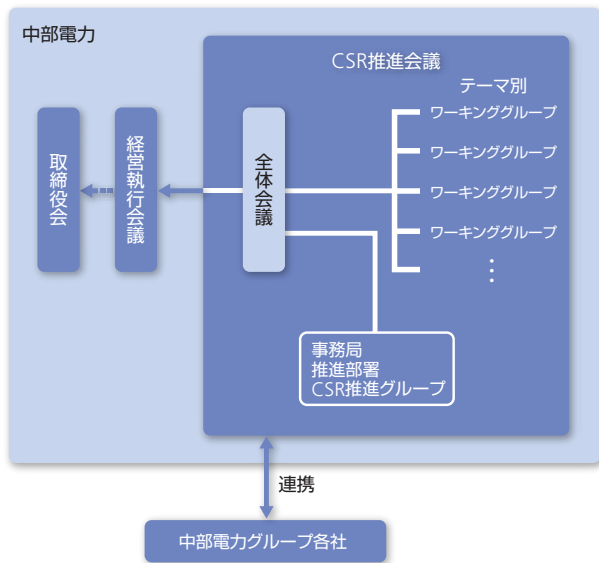 中部電力
CSR推進会議
テーマ別
ワーキンググループ
ワーキンググループ
ワーキンググループ
ワーキンググループ
⋮
取締役会
経営執行会議
全体会議
事務局
推進部署
CSR推進グループ
連携
中部電力グループ各社